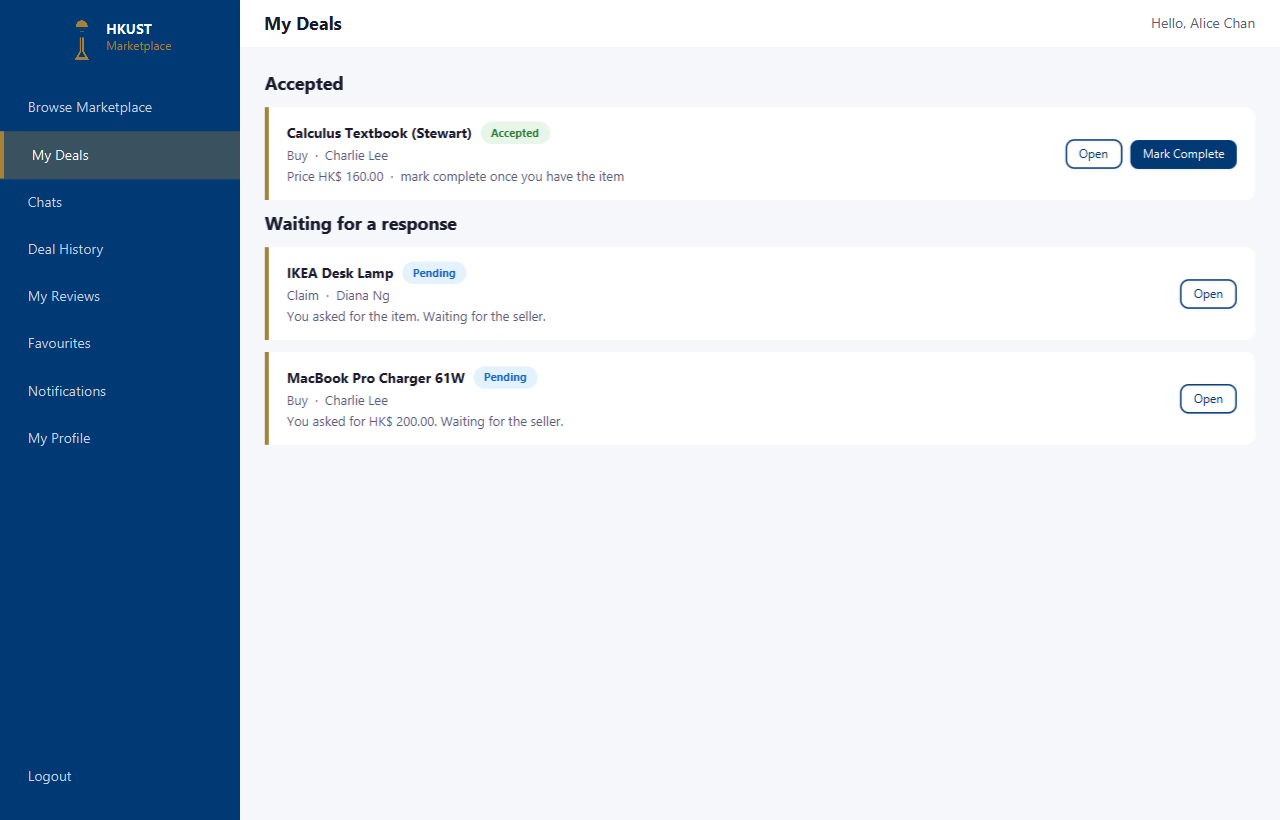 HKUST
Marketplace
My Deals
Hello, Alice Chan
Browse Marketplace
My Deals
Chats
Deal History
My Reviews
Favourites
Notifications
My Profile
Logout
Accepted
Calculus Textbook (Stewart) Accepted
Buy · Charlie Lee
Price HK$ 160.00 · mark complete once you have the item
Open Mark Complete
Waiting for a response
IKEA Desk Lamp Pending
Claim · Diana Ng
You asked for the item. Waiting for the seller.
Open
MacBook Pro Charger 61W Pending
Buy · Charlie Lee
You asked for HK$ 200.00. Waiting for the seller.
Open